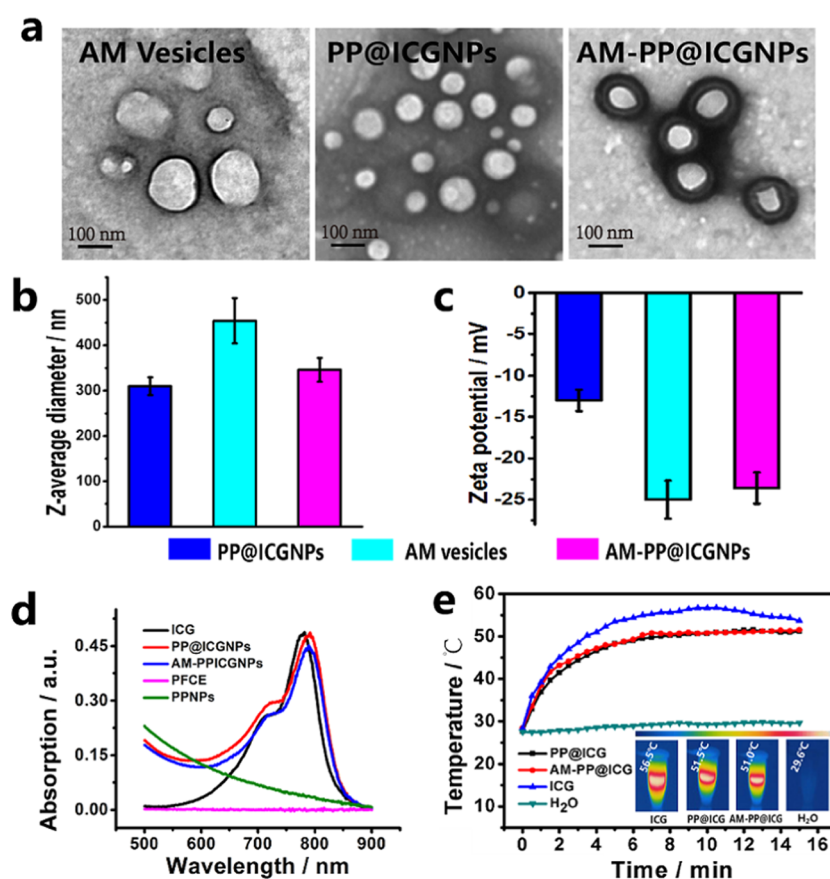 a
AM Vesicles
PP@ICGNPs
AM-PP@ICGNPs
100 nm
100 nm
100 nm
b
Z-average diameter / nn
500
400
300
300
200
100
0
c
Zeta potential / mV
0
-5
-10
-15
-20
-25
PP@ICGNPs
AM vesicles
AM-PP@ICGNPs
d
Absorption / a.u.
0.45
0.30
0.15
0.00
ICG
PP@ICGNPs
AM-PPICGNPs
PFCE
PPNPs
500 600 700 800 900
Wavelength / nm
e
Temperature / ℃
60
50
40
30
20
10
PP@ICG
AM-PP@ICG
ICG
H2O
56.5℃
51.5℃
51.0℃
29.6℃
ICG
PP@ICG
AM-PP@ICG
H2O
0 2 4 6 8 10 12 14 16
Time / min